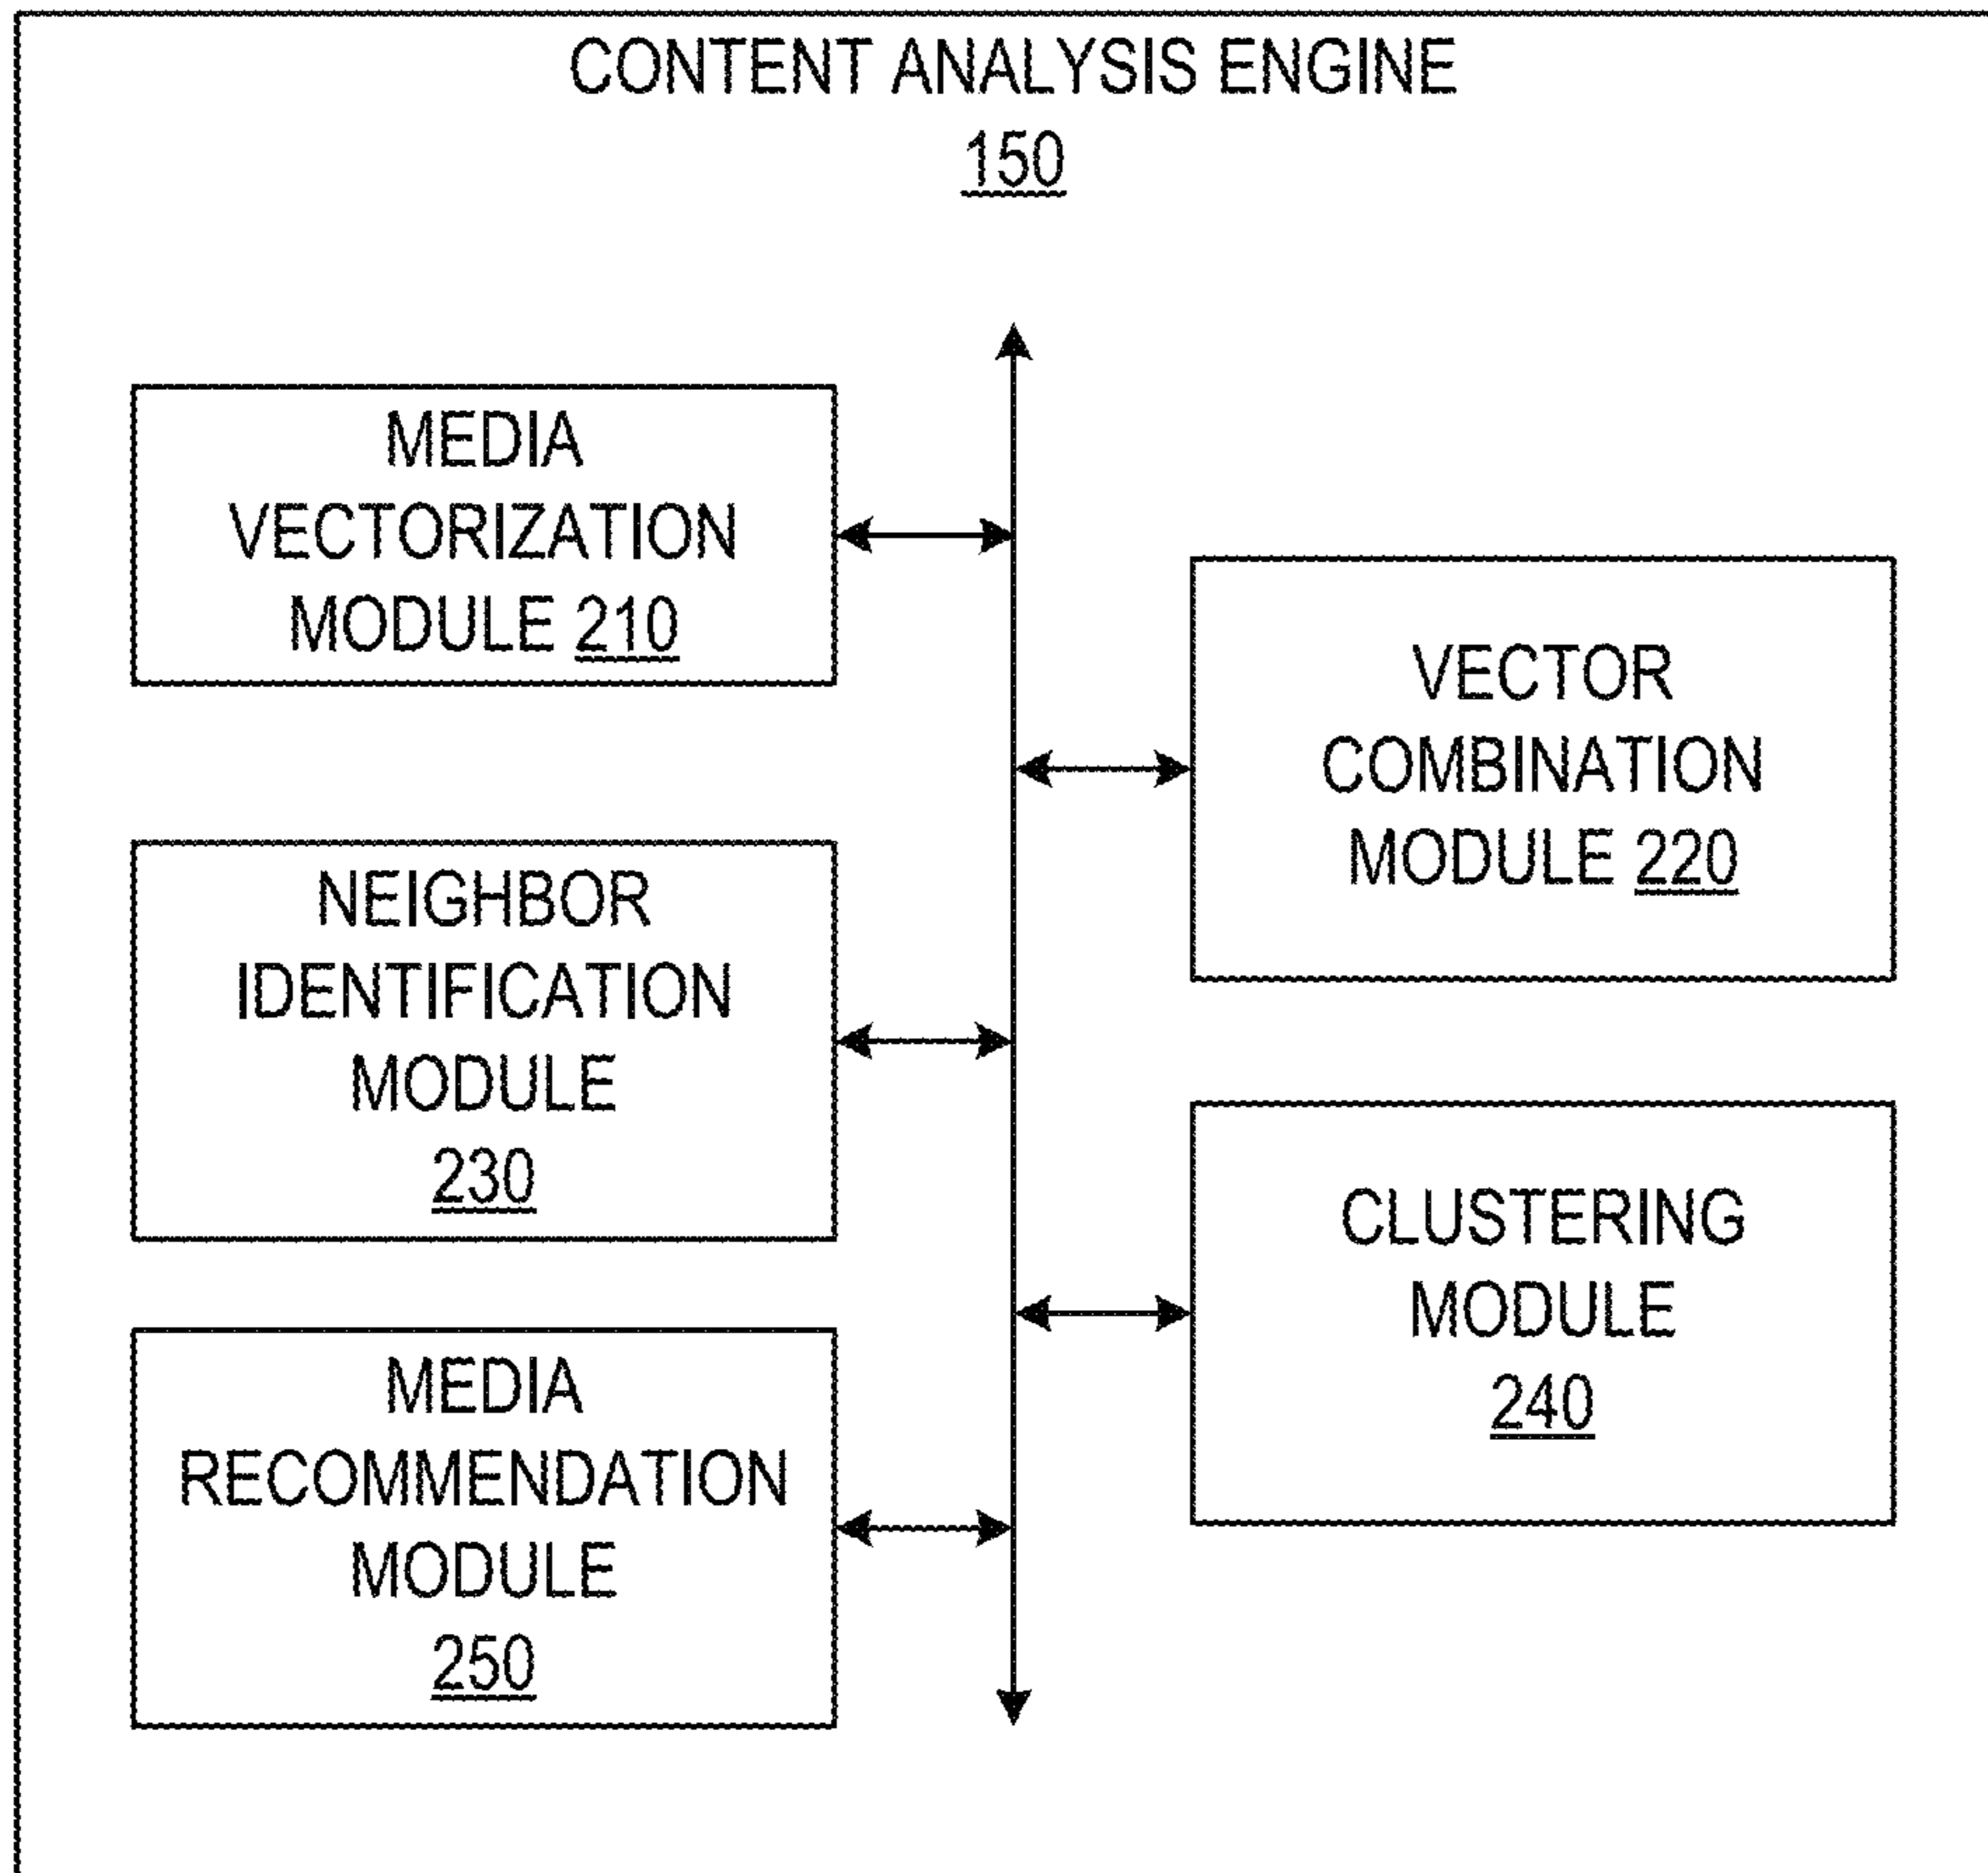 CONTENT ANALYSIS ENGINE
150
MEDIA
VECTORIZATION
MODULE 210
VECTOR
COMBINATION
MODULE 220
NEIGHBOR
IDENTIFICATION
MODULE
230
CLUSTERING
MODULE
240
MEDIA
RECOMMENDATION
MODULE
250